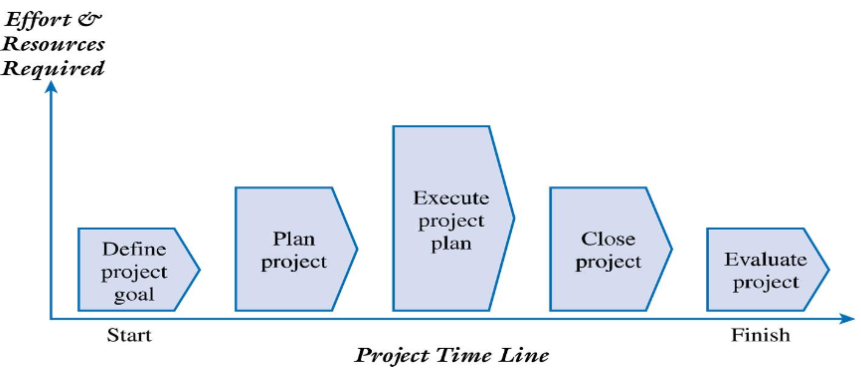 Effort &
Resources
Required
Define
project
goal
Plan
project
Execute
project
plan
Close
project
Evaluate
project
Start
Finish
Project Time Line